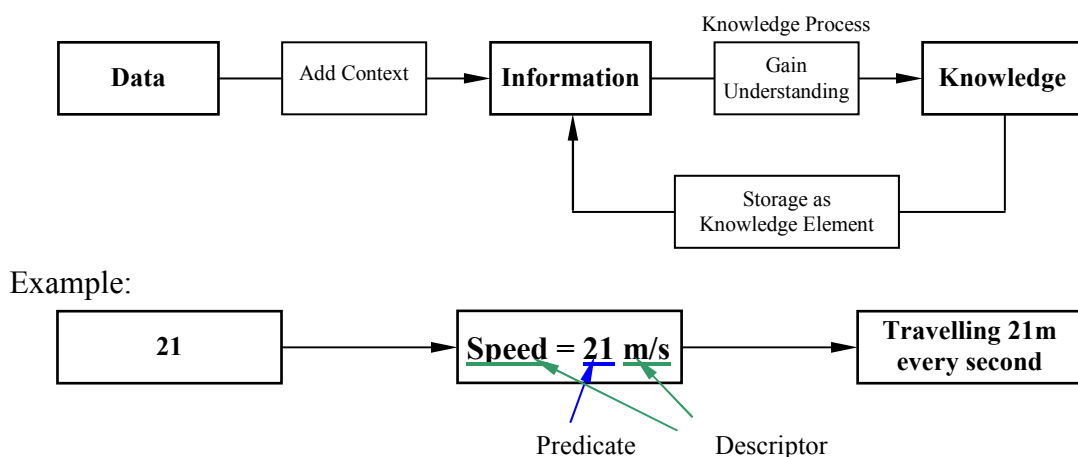 Knowledge Process
Data
Add Context
Information
Gain
Understanding
Knowledge
Storage as
Knowledge Element
Example:
21
Speed = 21 m/s
Travelling 21m
every second
Predicate
Descriptor